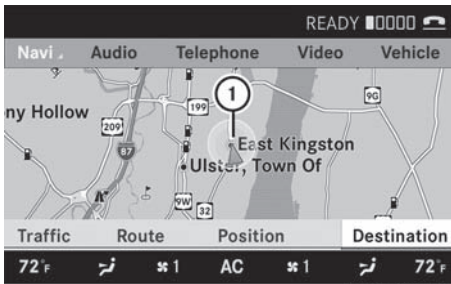 READY
Navi Audio Telephone Video Vehicle
1
9G
199
ny Hollow
209
East Kingston
87
Ulster, Town Of
9W
32
Traffic Route Position Destination
72°F 1 AC 1 72°F